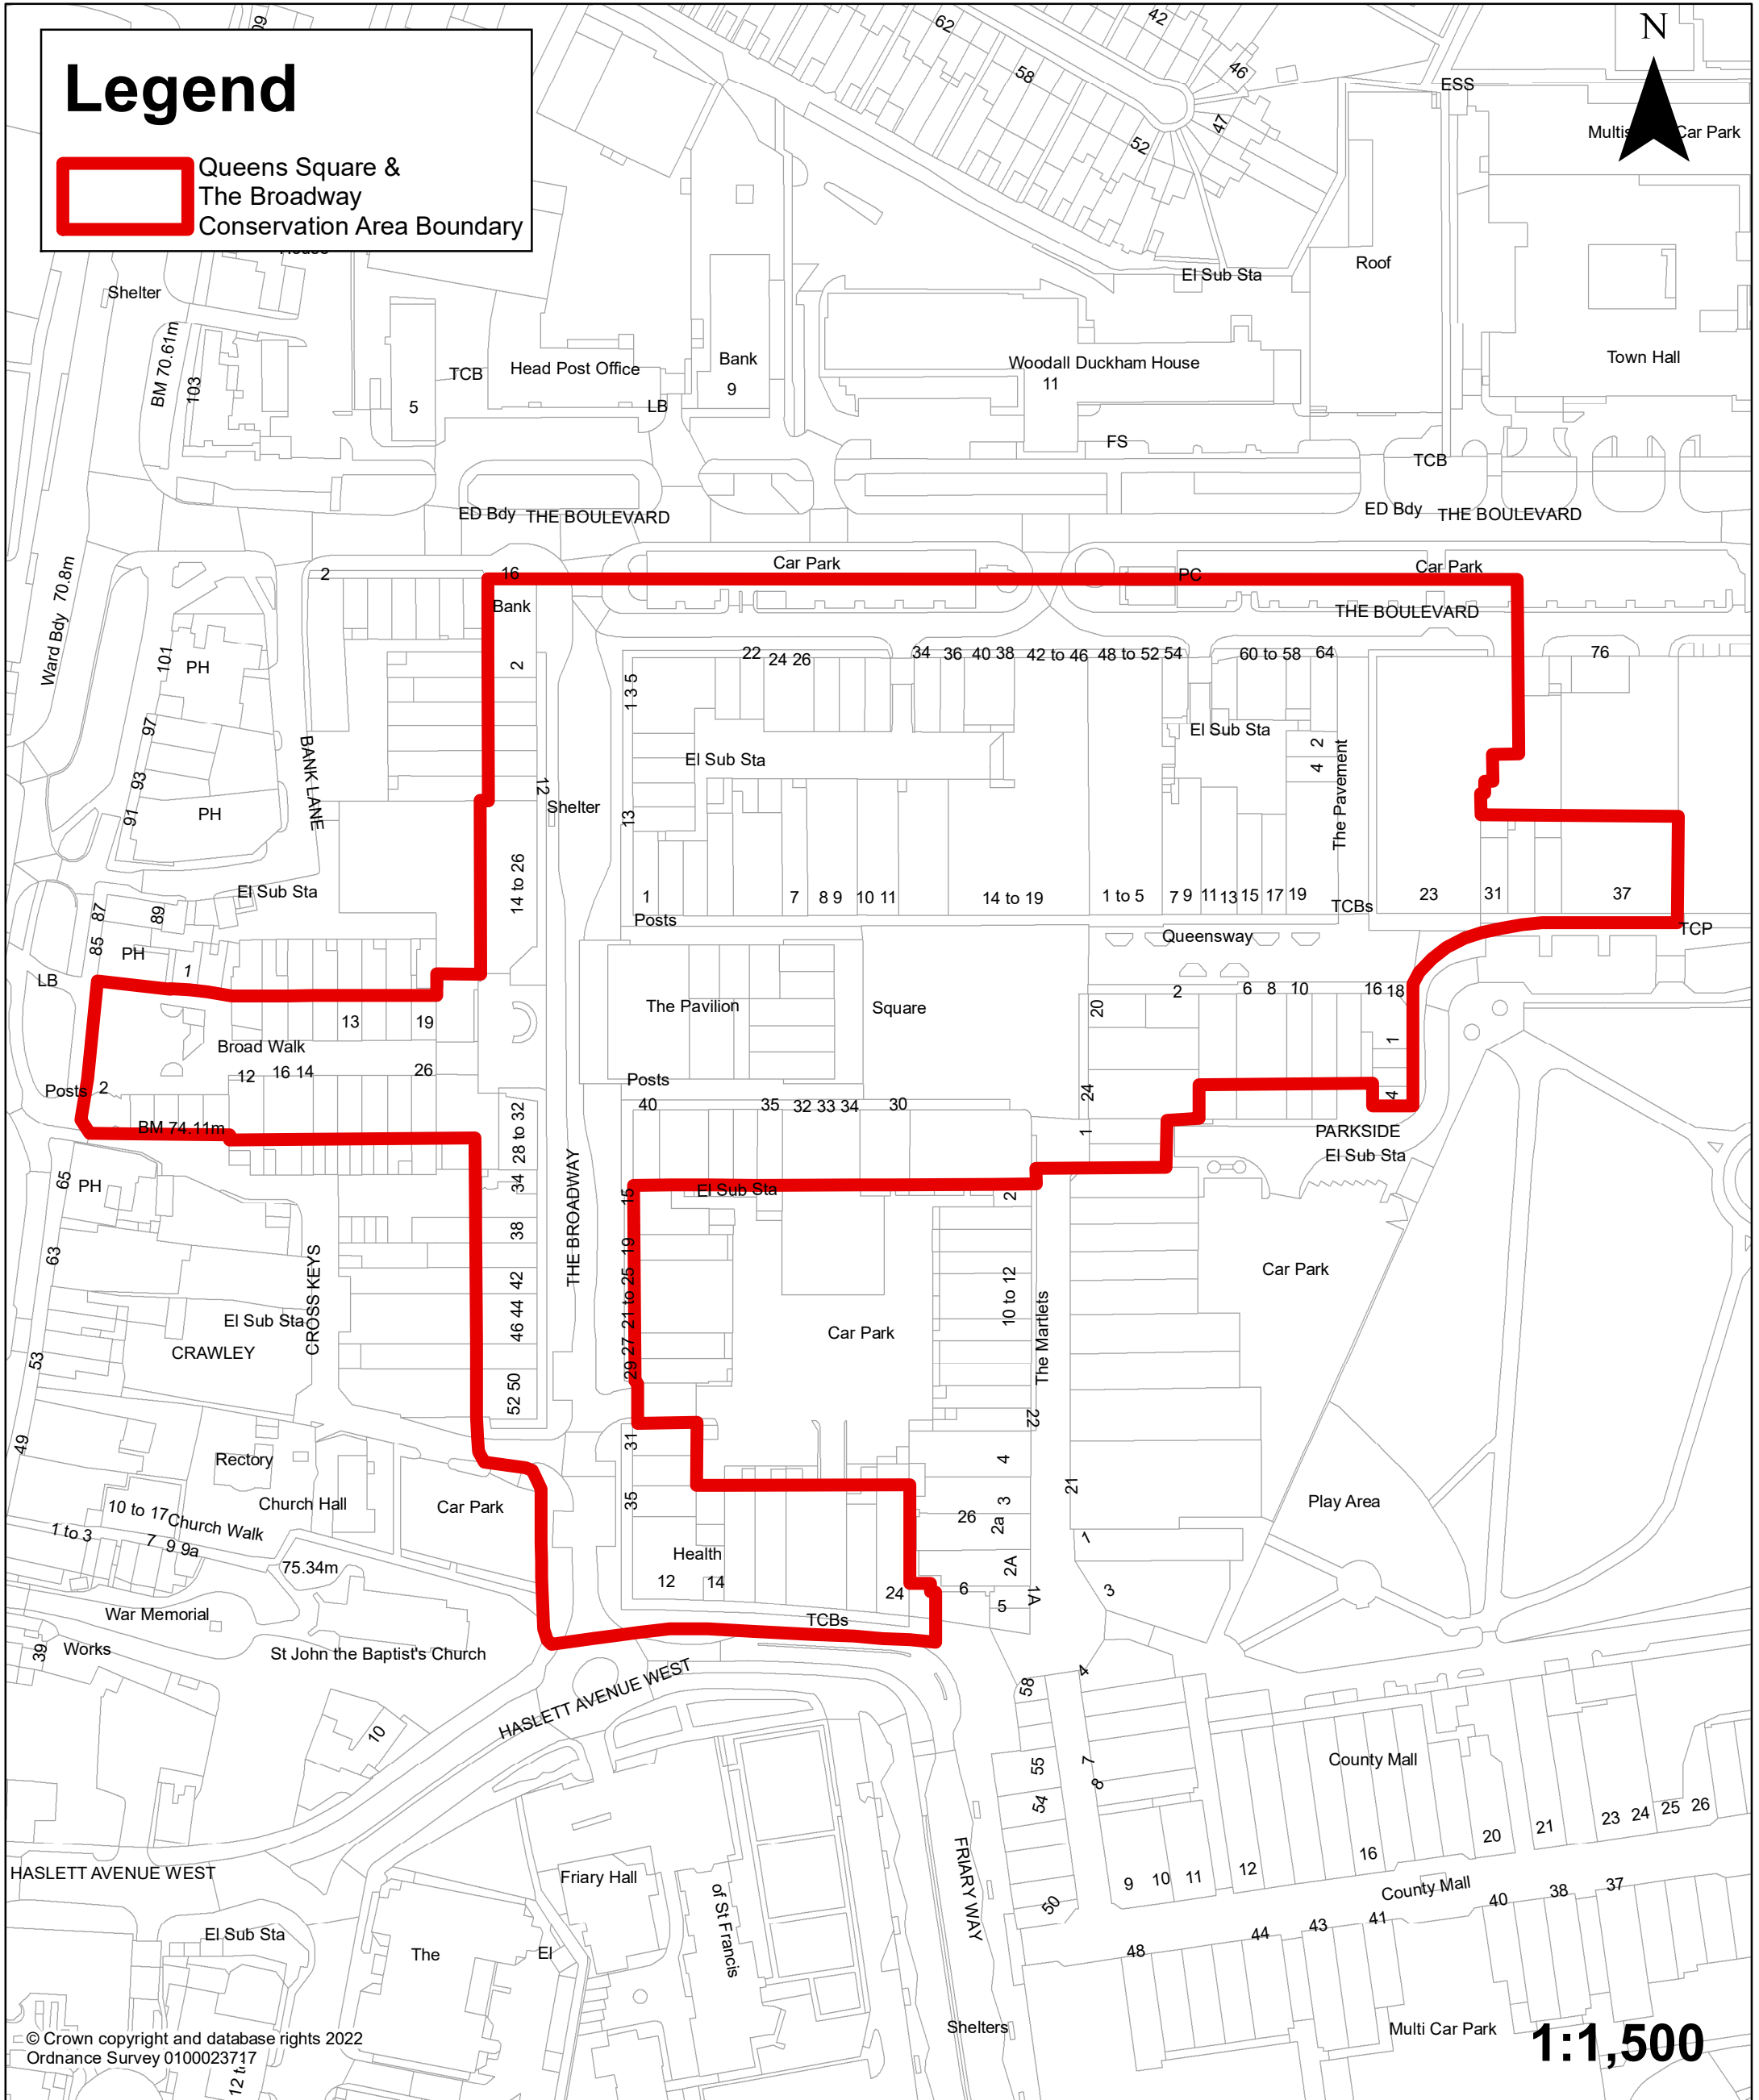 Legend
Queens Square &
The Broadway
Conservation Area Boundary
N
62
42
58
46
47
52
ESS
Car Park
Shelter
El Sub Sta
Roof
BM 70.61m
103
TCB
5
Head Post Office
LB
Bank
9
Woodall Duckham House
11
Town Hall
FS
TCB
ED Bdy
THE BOULEVARD
ED Bdy
THE BOULEVARD
Ward Bdy
70.8m
2
16
Bank
Car Park
PC
Car Park
THE BOULEVARD
101
PH
2
1 3 5
22
24 26
34
36
40 38
42 to 46
48 to 52 54
60 to 58
64
76
97
BANK LANE
El Sub Sta
El Sub Sta
2
4
The Pavement
93
91
PH
12
Shelter
13
El Sub Sta
14 to 26
1
7
8 9
10 11
14 to 19
1 to 5
7 9
11
13
15
17
19
TCBs
23
31
37
87
89
85
PH
1
Posts
Queensway
TCP
LB
The Pavilion
Square
20
2
6
8
10
16
18
13
19
Broad Walk
1
12
16 14
26
Posts
2
Posts
40
35
32 33 34
30
24
4
BM 74.11m
28 to 32
1
PARKSIDE
El Sub Sta
65
PH
34
THE BROADWAY
15
El Sub Sta
2
63
CROSS KEYS
38
19
Car Park
42
21 to 25
10 to 12
El Sub Sta
46 44
Car Park
The Martlets
CRAWLEY
27
53
29
52 50
22
49
31
Rectory
4
21
10 to 17
Church Hall
Car Park
35
3
Play Area
1 to 3
Church Walk
26
2a
7
9 9a
1
75.34m
Health
2A
12
14
24
6
1A
3
War Memorial
TCBs
5
39
Works
St John the Baptist's Church
HASLETT AVENUE WEST
58
4
10
55
7
County Mall
54
8
23
24
25
26
20
21
16
HASLETT AVENUE WEST
Friary Hall
FRIARY WAY
9
10
11
12
County Mall
of St Francis
50
40
38
37
El Sub Sta
The
El
48
44
43
41
© Crown copyright and database rights 2022
Ordnance Survey 0100023717
Shelters
Multi Car Park
1:1,500